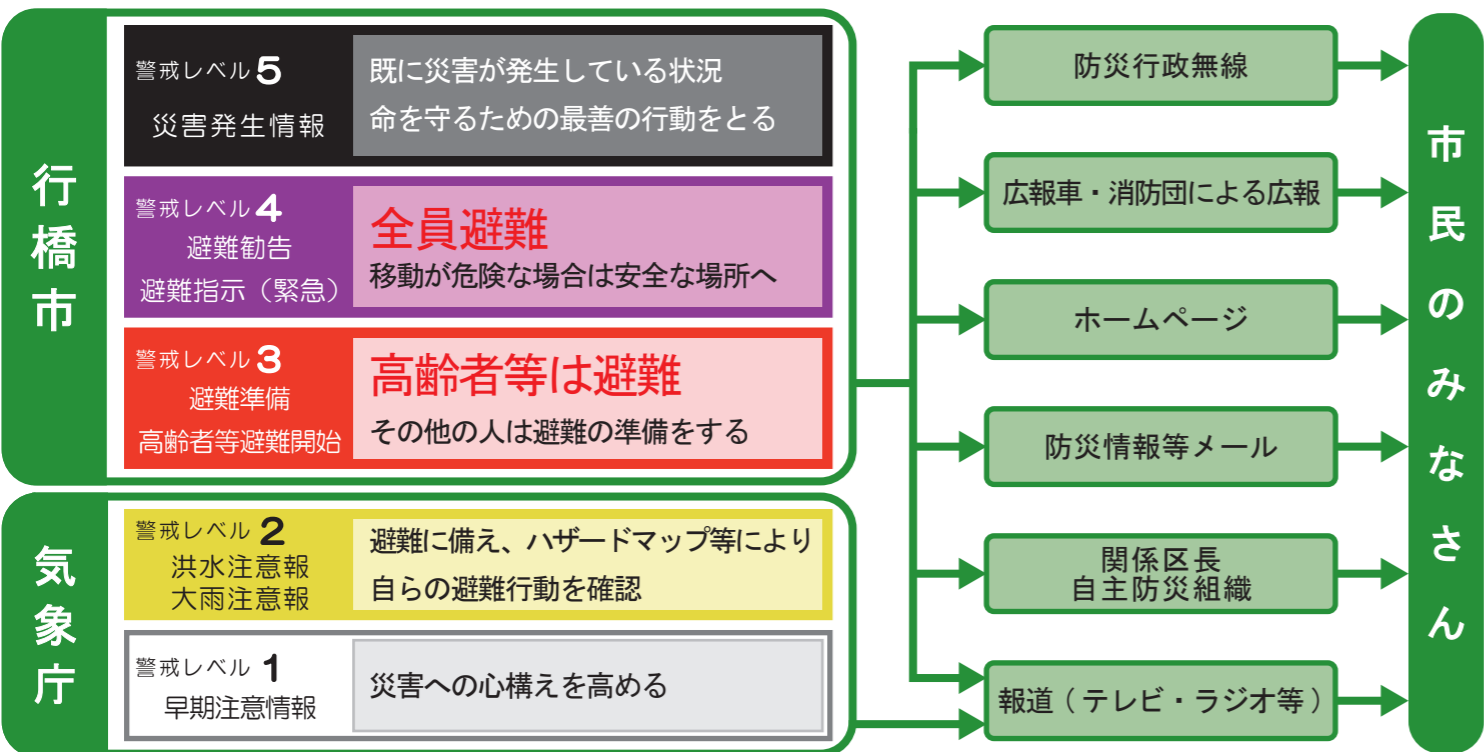 行橋市
警戒レベル 5
災害発生情報
既に災害が発生している状況
命を守るための最善の行動をとる
警戒レベル 4
避難勧告
避難指示（緊急）
全員避難
移動が危険な場合は安全な場所へ
警戒レベル 3
避難準備
高齢者等避難開始
高齢者等は避難
その他の人は避難の準備をする
気象庁
警戒レベル 2
洪水注意報
大雨注意報
避難に備え、ハザードマップ等により
自らの避難行動を確認
警戒レベル 1
早期注意情報
災害への心構えを高める
防災行政無線
広報車・消防団による広報
ホームページ
防災情報等メール
関係区長
自主防災組織
報道（テレビ・ラジオ等）
市民のみなさん